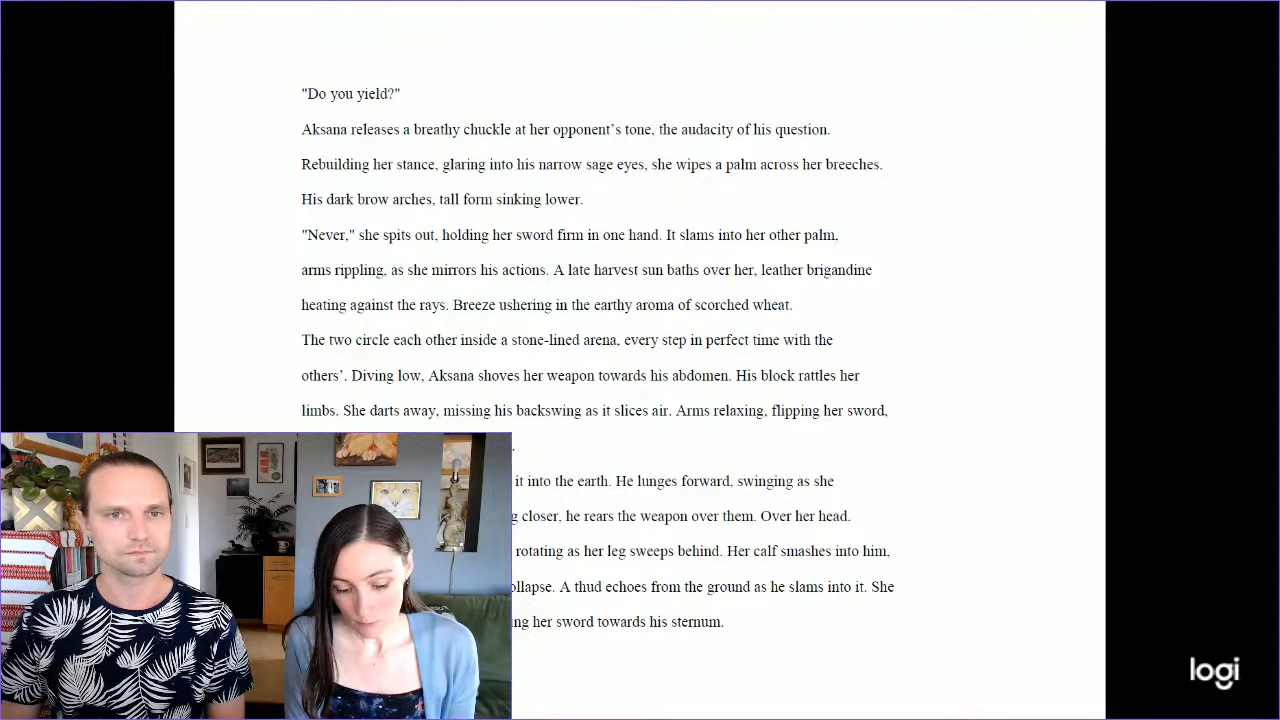 "Do you yield?"
Aksana releases a breathy chuckle at her opponent’s tone, the audacity of his question.
Rebuilding her stance, glaring into his narrow sage eyes, she wipes a palm across her breeches.
His dark brow arches, tall form sinking lower.
"Never," she spits out, holding her sword firm in one hand. It slams into her other palm,
arms rippling, as she mirrors his actions. A late harvest sun baths over her, leather brigandine
heating against the rays. Breeze ushering in the earthy aroma of scorched wheat.
The two circle each other inside a stone-lined arena, every step in perfect time with the
others’. Diving low, Aksana shoves her weapon towards his abdomen. His block rattles her
limbs. She darts away, missing his backswing as it slices air. Arms relaxing, flipping her sword,
it into the earth. He lunges forward, swinging as she
closer, he rears the weapon over them. Over her head.
rotating as her leg sweeps behind. Her calf smashes into him,
A thud echoes from the ground as he slams into it. She
her sword towards his sternum.
logi